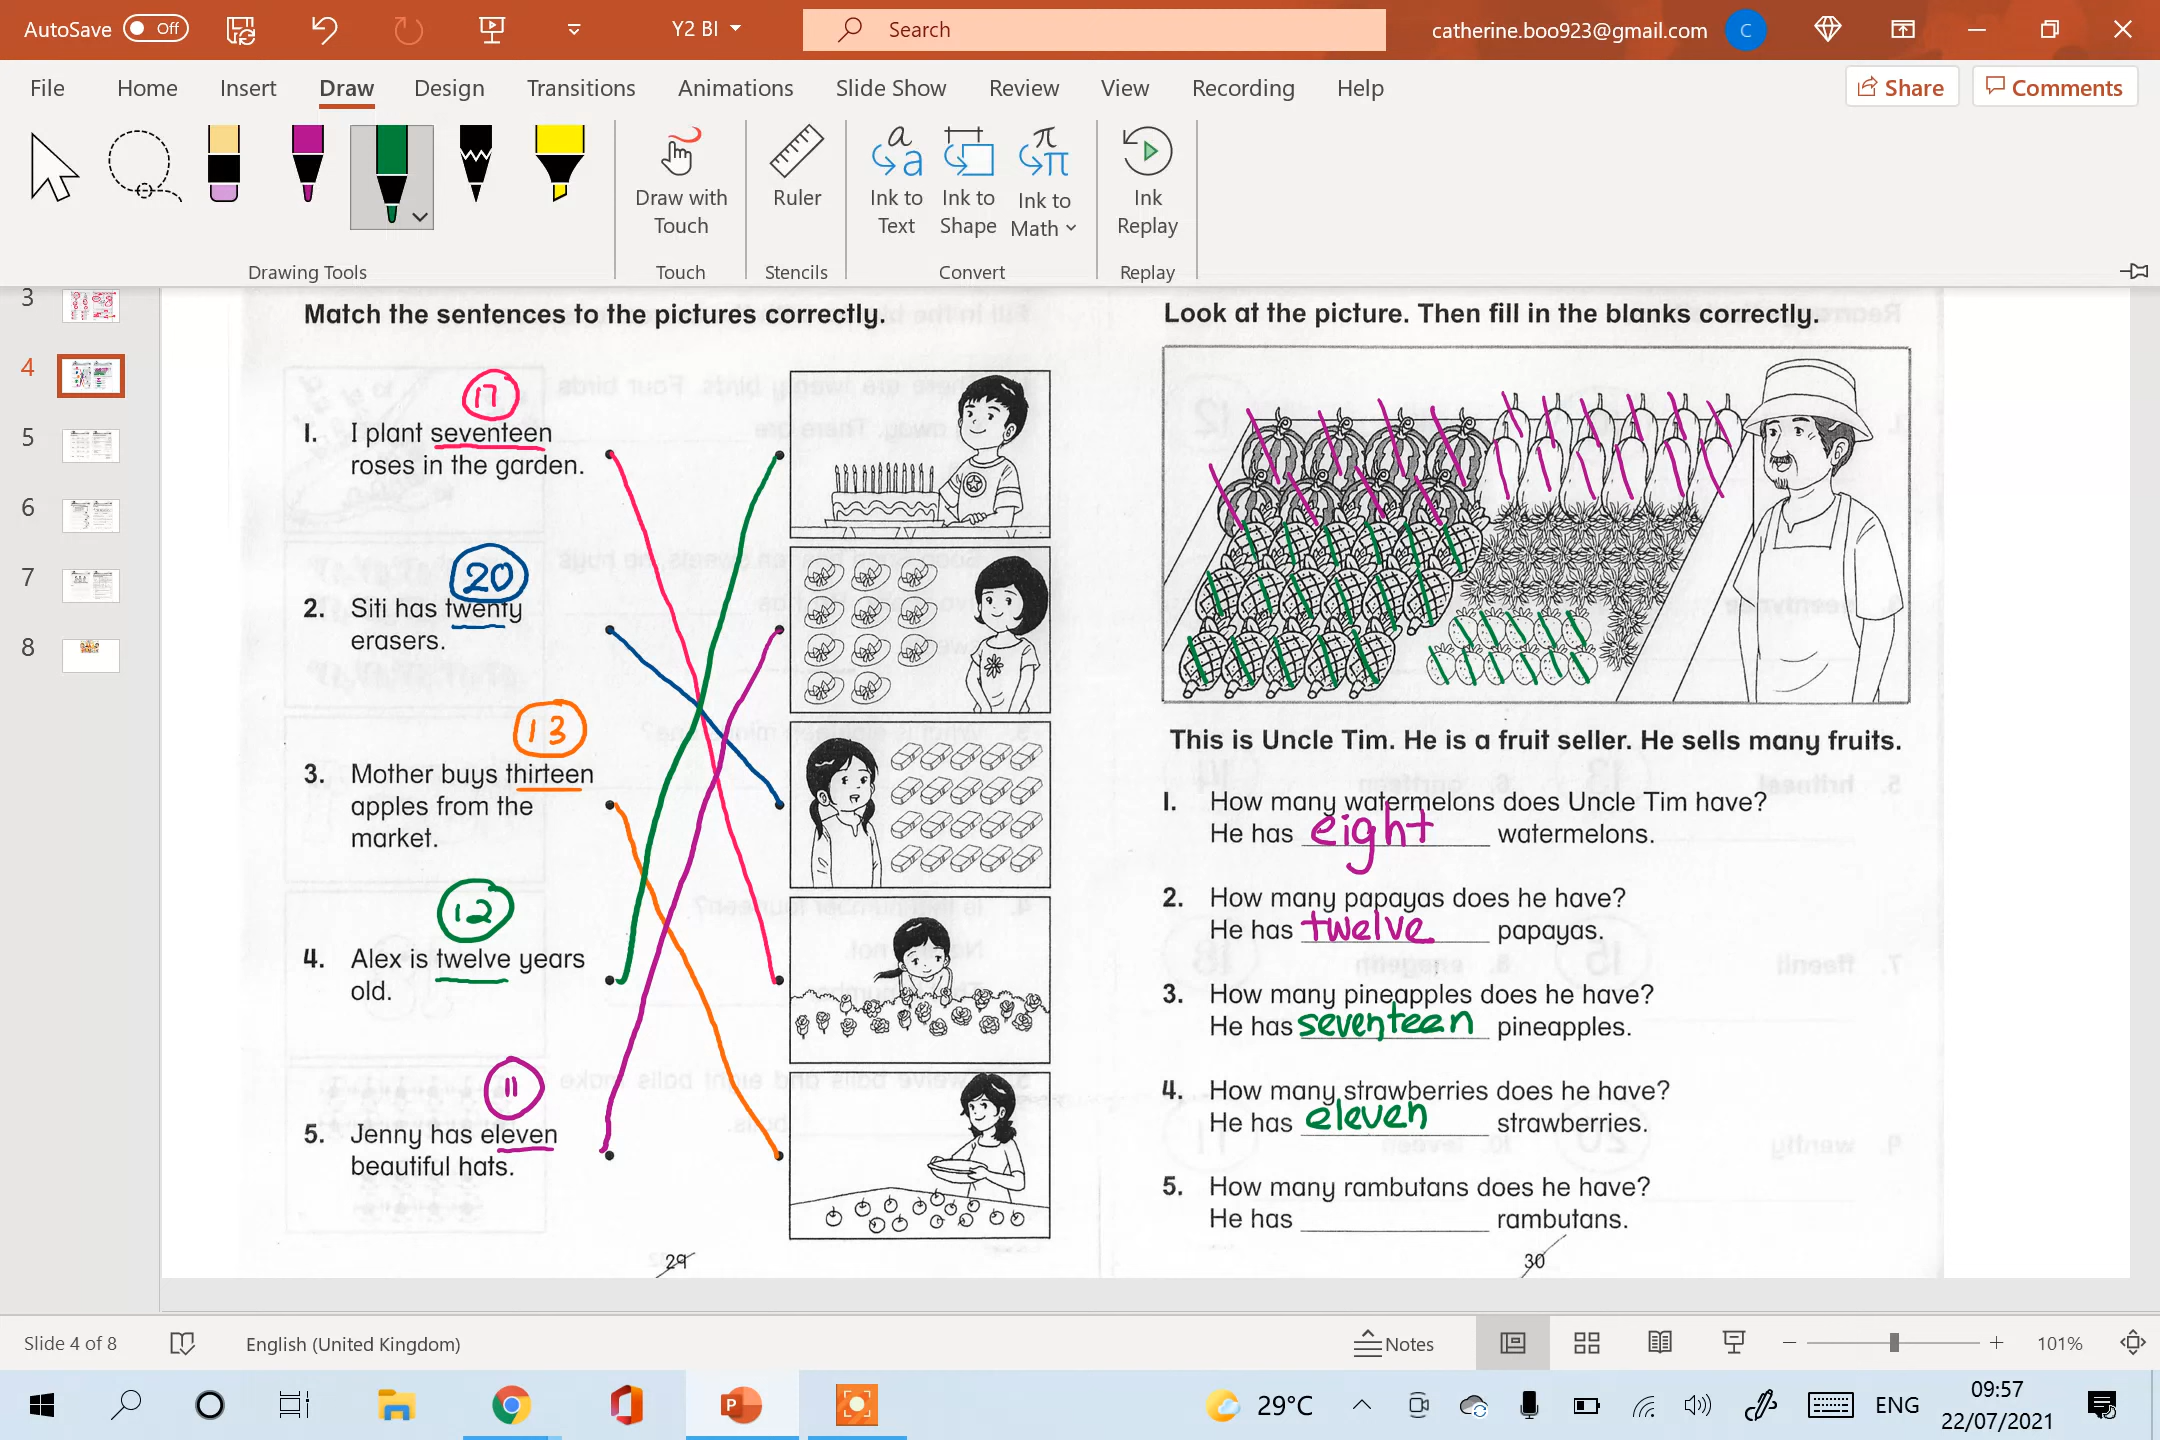 AutoSave Off Y2 BI Search catherine.boo923@gmail.com C
File Home Insert Draw Design Transitions Animations Slide Show Review View Recording Help Share Comments
Draw with Touch
Ruler
Ink to Text
Ink to Shape
Ink to Math
Ink Replay
Drawing Tools Touch Stencils Convert Replay
3
4
5
6
7
8
Match the sentences to the pictures correctly.
17
1. I plant seventeen
roses in the garden.
20
2. Siti has twenty
erasers.
13
3. Mother buys thirteen
apples from the
market.
12
4. Alex is twelve years
old.
11
5. Jenny has eleven
beautiful hats.
29
Look at the picture. Then fill in the blanks correctly.
This is Uncle Tim. He is a fruit seller. He sells many fruits.
1. How many watermelons does Uncle Tim have?
He has eight watermelons.
2. How many papayas does he have?
He has twelve papayas.
3. How many pineapples does he have?
He has seventeen pineapples.
4. How many strawberries does he have?
He has eleven strawberries.
5. How many rambutans does he have?
He has ______ rambutans.
30
Slide 4 of 8 English (United Kingdom) Notes 101%
P 29°C ENG 09:57
22/07/2021